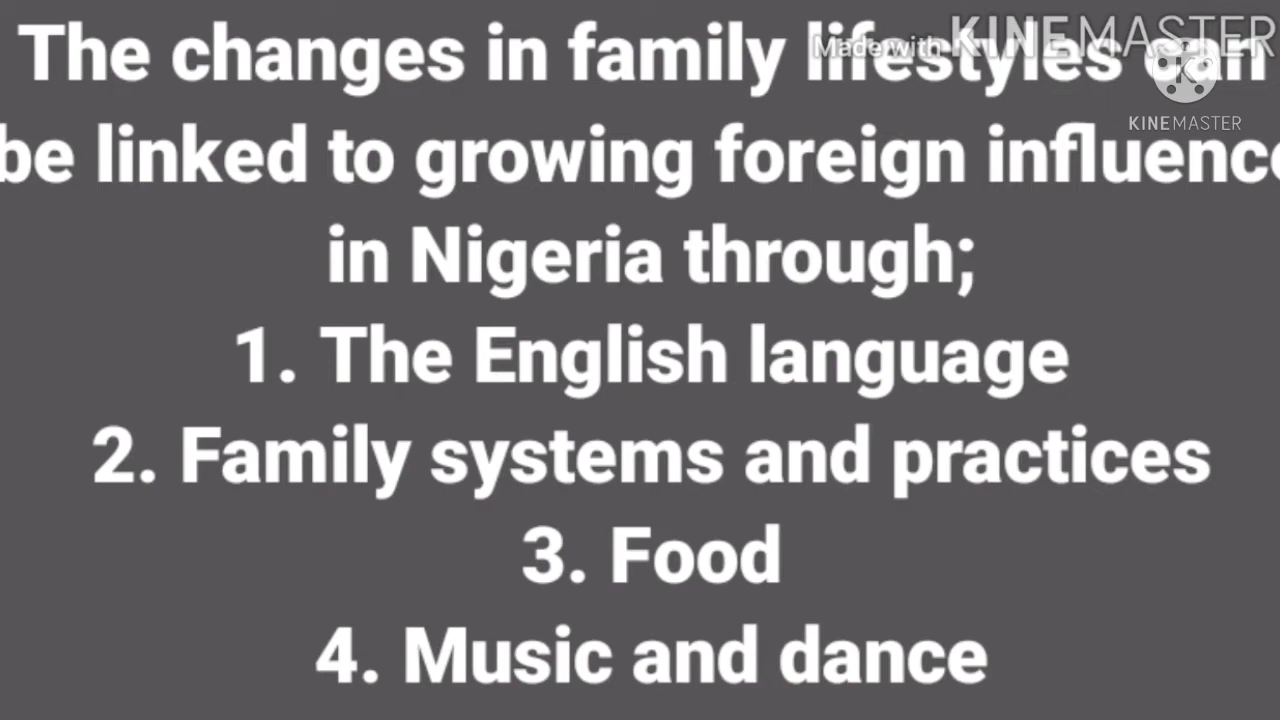 The changes in family lifestyles can
be linked to growing foreign influence
in Nigeria through;
1. The English language
2. Family systems and practices
3. Food
4. Music and dance
Made with KINEMASTER
KINEMASTER